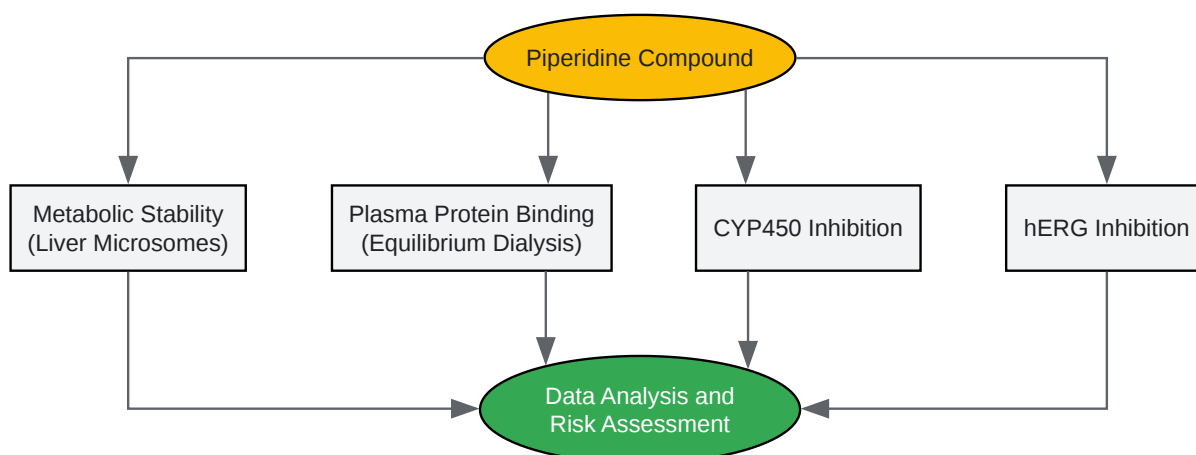 Piperidine Compound
Metabolic Stability
(Liver Microsomes)
Plasma Protein Binding
(Equilibrium Dialysis)
CYP450 Inhibition
hERG Inhibition
Data Analysis and
Risk Assessment